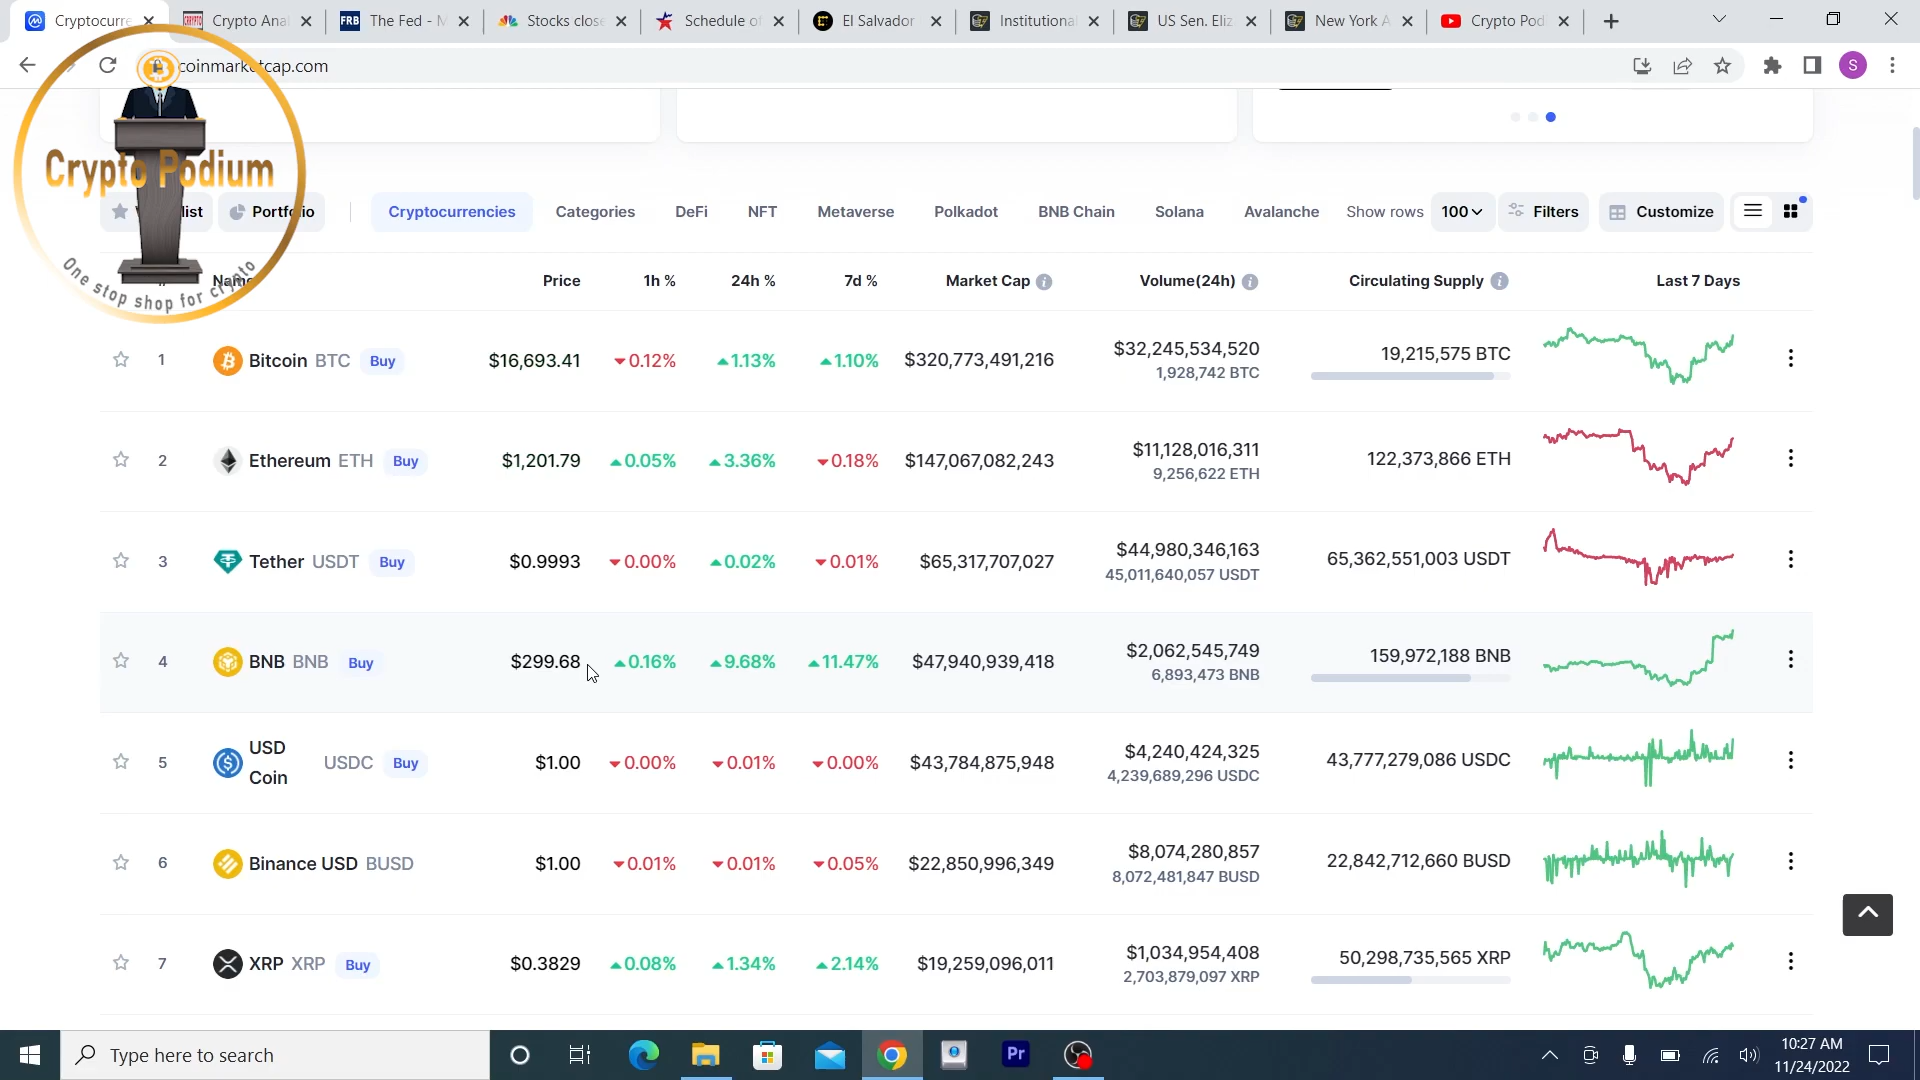 Cryptocurre
Crypto Anal
FRB The Fed - M
Stocks close
Schedule of
El Salvador
Institutional
US Sen. Eliz
New York A
Crypto Pod
coinmarketcap.com
S
Crypto Podium
One stop shop for crypto
Portfolio
Cryptocurrencies
Categories
DeFi
NFT
Metaverse
Polkadot
BNB Chain
Solana
Avalanche
Show rows 100
Filters
Customize
# Name Price 1h % 24h % 7d % Market Cap Volume(24h) Circulating Supply Last 7 Days
1 Bitcoin BTC Buy $16,693.41 0.12% 1.13% 1.10% $320,773,491,216 $32,245,534,520 19,215,575 BTC
1,928,742 BTC
2 Ethereum ETH Buy $1,201.79 0.05% 3.36% 0.18% $147,067,082,243 $11,128,016,311 122,373,866 ETH
9,256,622 ETH
3 Tether USDT Buy $0.9993 0.00% 0.02% 0.01% $65,317,707,027 $44,980,346,163 65,362,551,003 USDT
45,011,640,057 USDT
4 BNB BNB Buy $299.68 0.16% 9.68% 11.47% $47,940,939,418 $2,062,545,749 159,972,188 BNB
6,893,473 BNB
5 USD Coin USDC Buy $1.00 0.00% 0.01% 0.00% $43,784,875,948 $4,240,424,325 43,777,279,086 USDC
4,239,689,296 USDC
6 Binance USD BUSD $1.00 0.01% 0.01% 0.05% $22,850,996,349 $8,074,280,857 22,842,712,660 BUSD
8,072,481,847 BUSD
7 XRP XRP Buy $0.3829 0.08% 1.34% 2.14% $19,259,096,011 $1,034,954,408 50,298,735,565 XRP
2,703,879,097 XRP
Type here to search
Pr
10:27 AM
11/24/2022